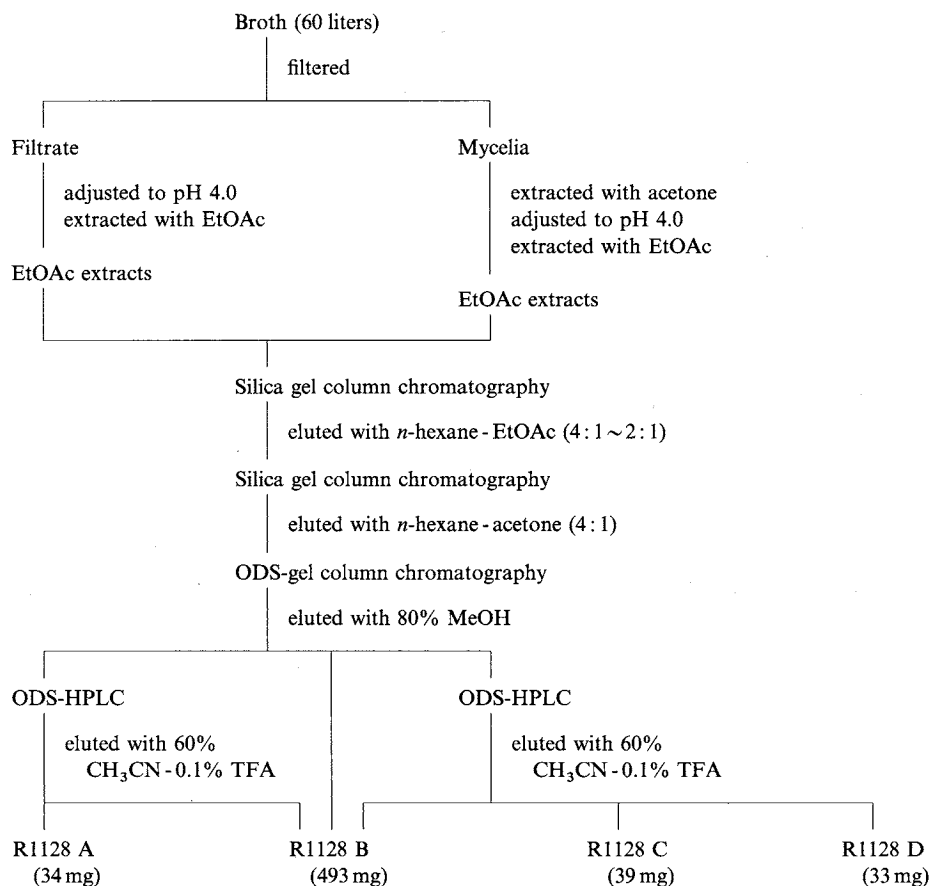 Broth (60 liters)
filtered
Filtrate
Mycelia
adjusted to pH 4.0
extracted with EtOAc
extracted with acetone
adjusted to pH 4.0
extracted with EtOAc
EtOAc extracts
EtOAc extracts
Silica gel column chromatography
eluted with n-hexane-EtOAc (4:1~2:1)
Silica gel column chromatography
eluted with n-hexane-acetone (4:1)
ODS-gel column chromatography
eluted with 80% MeOH
ODS-HPLC
ODS-HPLC
eluted with 60%
CH₃CN-0.1% TFA
eluted with 60%
CH₃CN-0.1% TFA
R1128 A
(34 mg)
R1128 B
(493 mg)
R1128 C
(39 mg)
R1128 D
(33 mg)